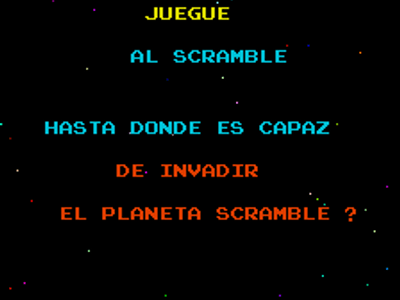 JUEGUE
AL SCRAMBLE
HASTA DONDE ES CAPAZ
DE INVADIR
EL PLANETA SCRAMBLE ?